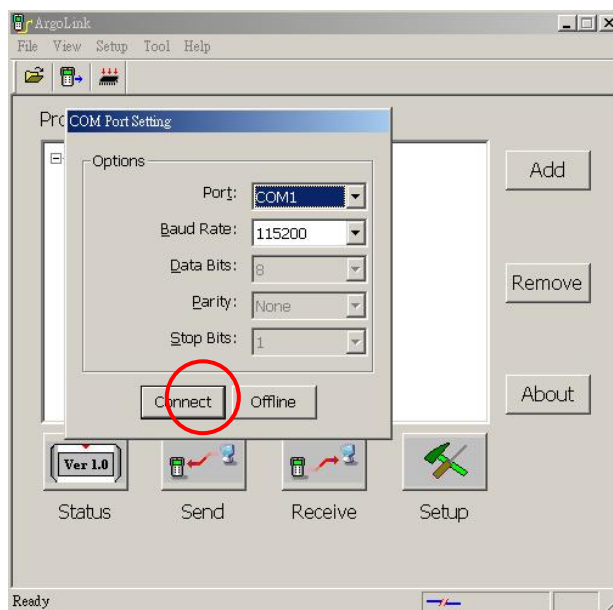 ArgoLink
File View Setup Tool Help
COM Port Setting
Options
Port: COM1
Baud Rate: 115200
Data Bits: 8
Parity: None
Stop Bits: 1
Connect Offline
Add
Remove
About
Ver 1.0
Status Send Receive Setup
Ready